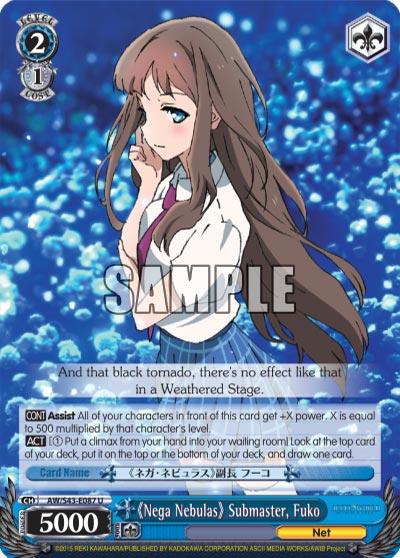 LEVEL
2
1
COST
SAMPLE
And that black tornado, there's no effect like that
in a Weathered Stage.
CONT Assist All of your characters in front of this card get +X power. X is equal
to 500 multiplied by that character's level.
ACT [① Put a climax from your hand into your waiting room] Look at the top card
of your deck, put it on the top or the bottom of your deck, and draw one card.
Card Name
《ネガ・ネビュラス》副長 フーコ
CH
AW/S43-E087 U
《Nega Nebulas》 Submaster, Fuko
5000
Net
©2015 REKI KAWAHARA/PUBLISHED BY KADOKAWA CORPORATION ASCII MEDIA WORKS/AWIB Project